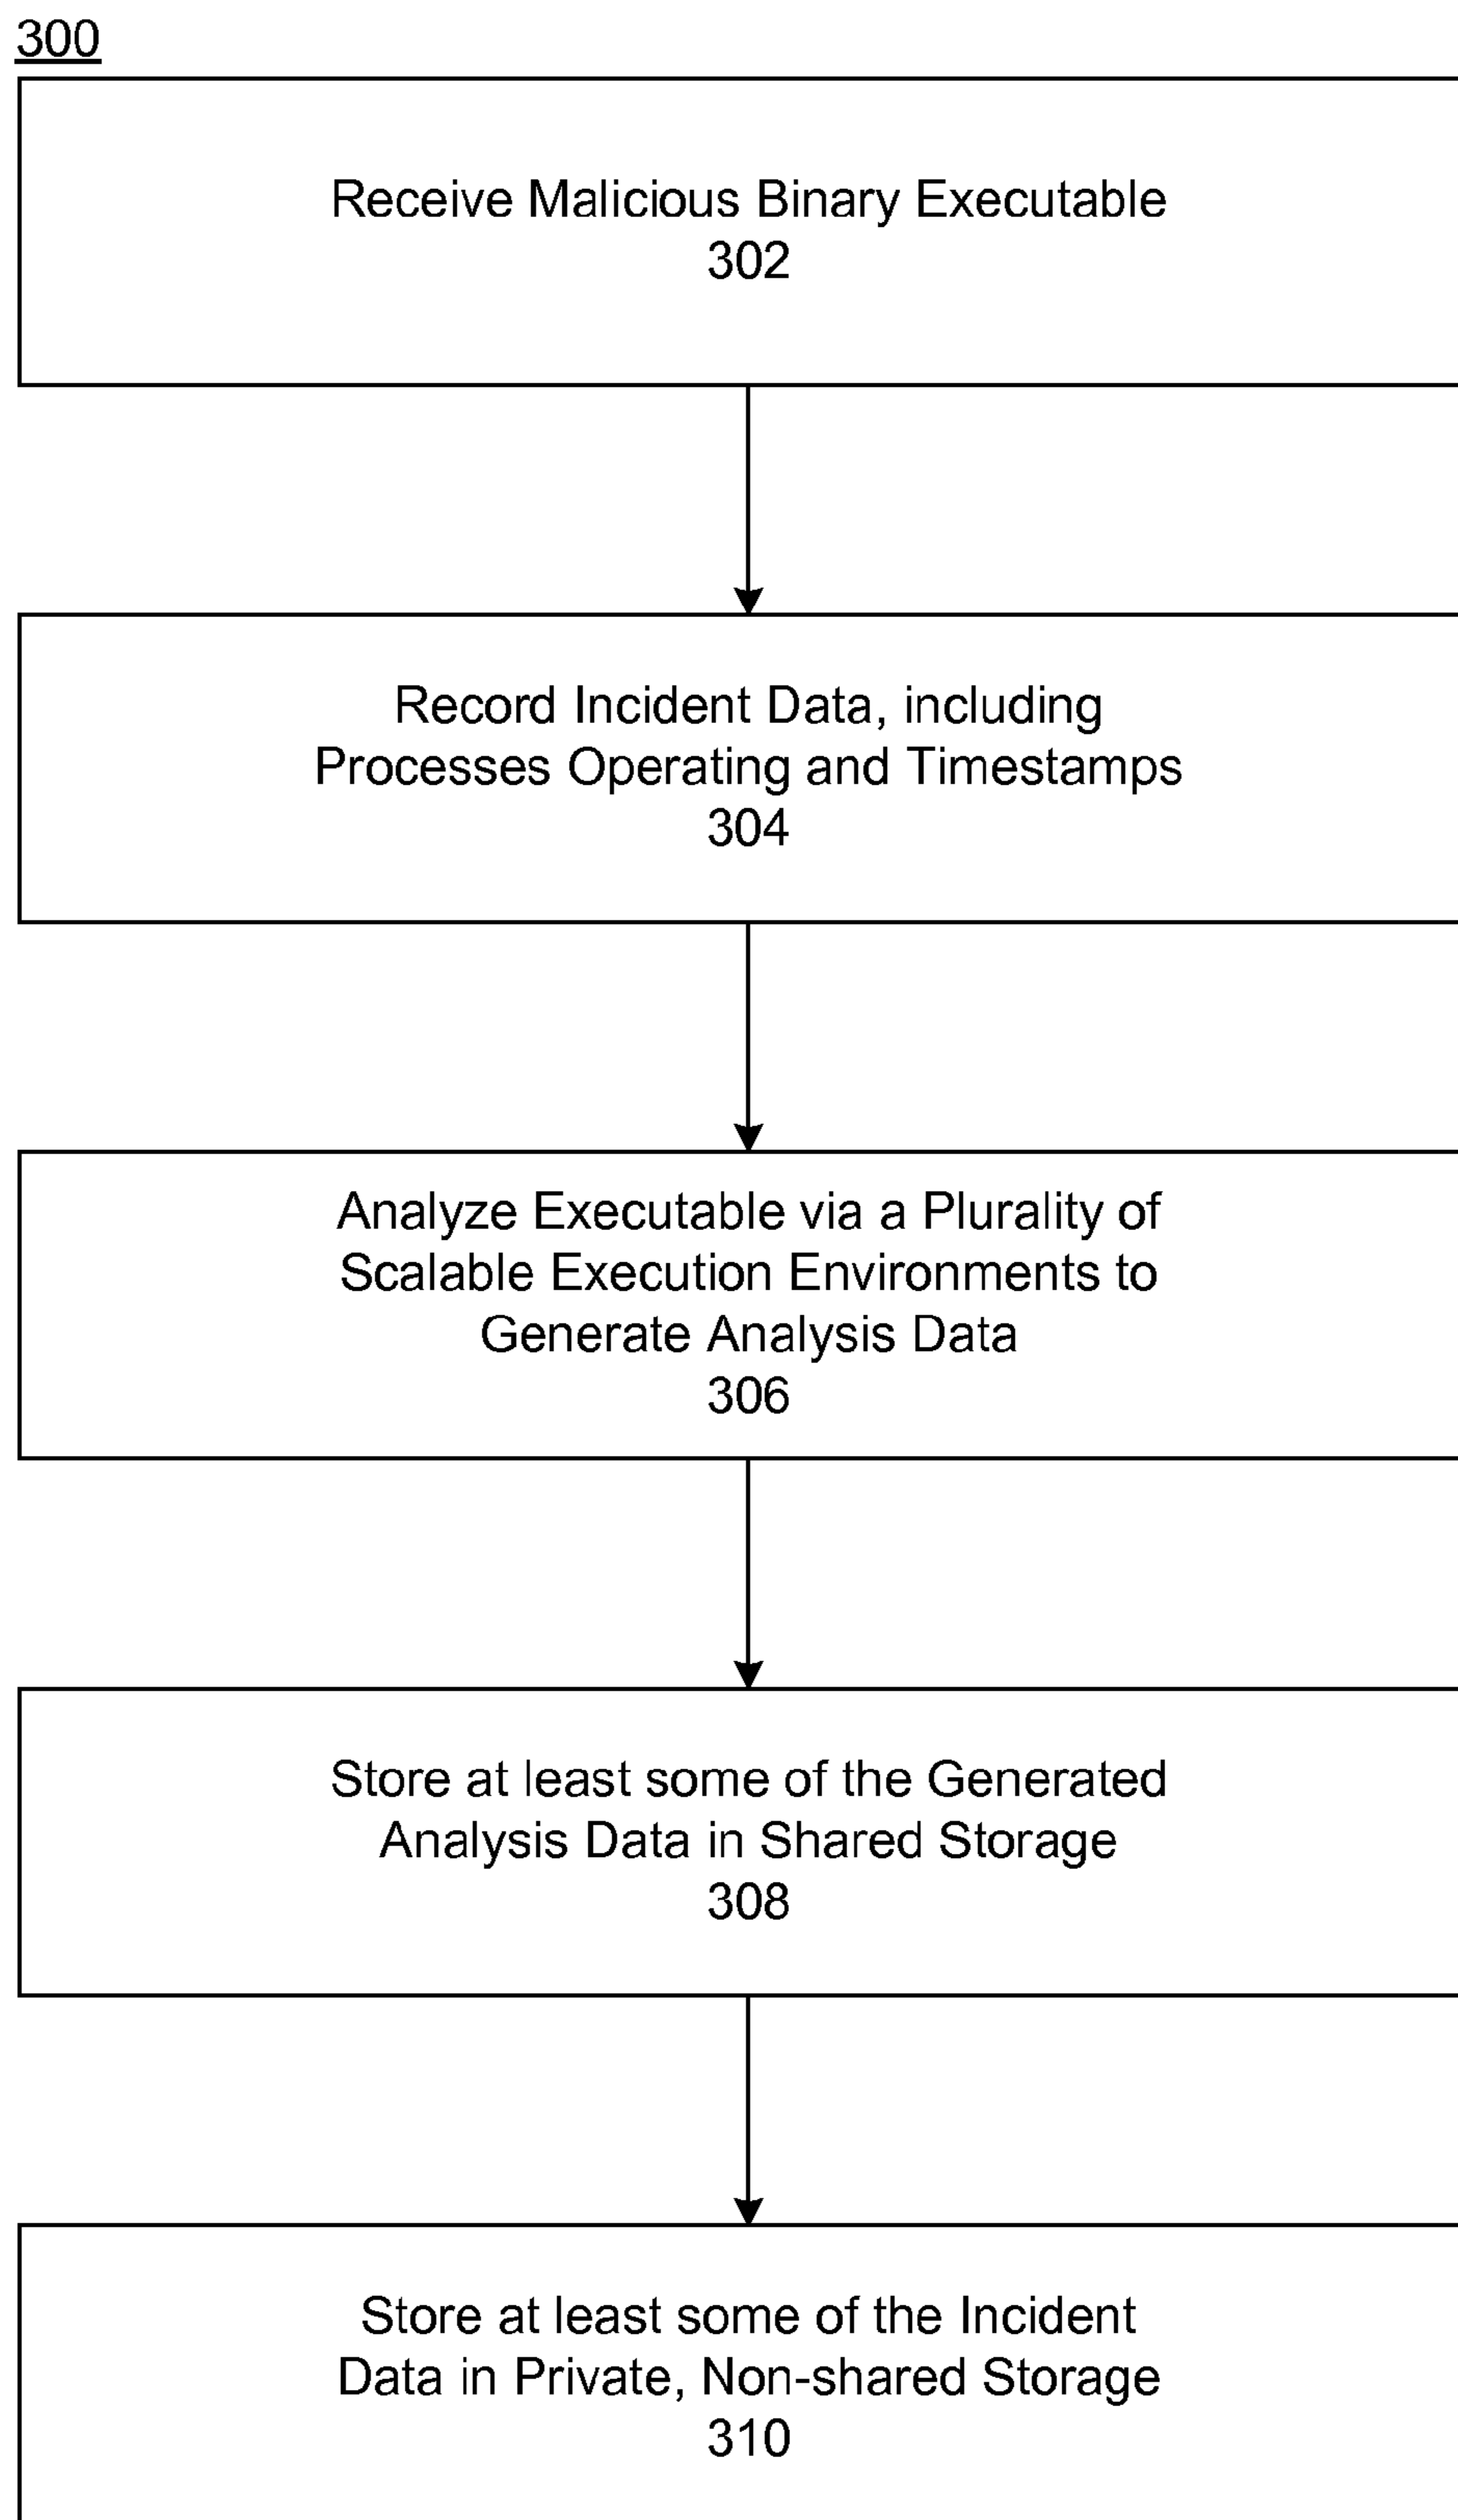 300
Receive Malicious Binary Executable
302
Record Incident Data, including
Processes Operating and Timestamps
304
Analyze Executable via a Plurality of
Scalable Execution Environments to
Generate Analysis Data
306
Store at least some of the Generated
Analysis Data in Shared Storage
308
Store at least some of the Incident
Data in Private, Non-shared Storage
310